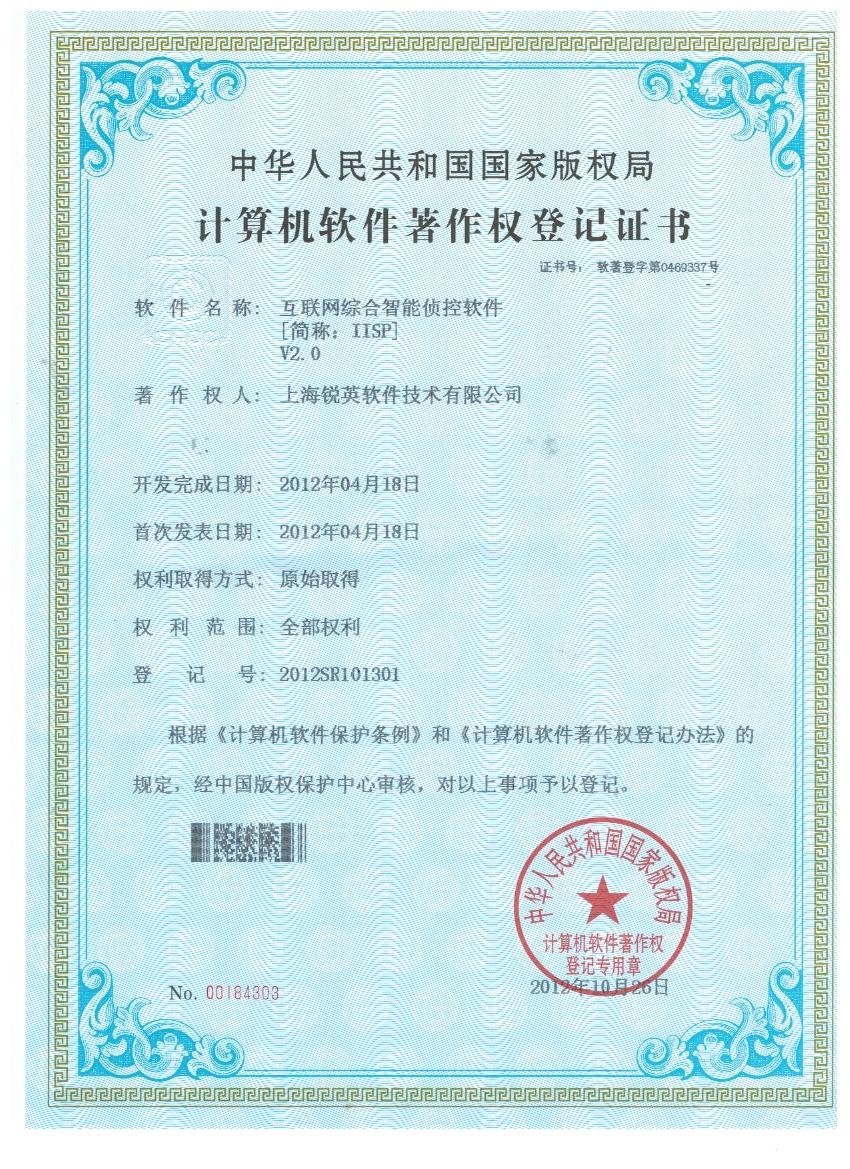 中华人民共和国国家版权局
计算机软件著作权登记证书
证书号： 软著登字第0469337号
软件名称： 互联网综合智能侦控软件
[简称：IISP]
V2.0
著作权人： 上海锐英软件技术有限公司
开发完成日期： 2012年04月18日
首次发表日期： 2012年04月18日
权利取得方式： 原始取得
权利范围： 全部权利
登记号： 2012SR101301
根据《计算机软件保护条例》和《计算机软件著作权登记办法》的
规定，经中国版权保护中心审核，对以上事项予以登记。
中华人民共和国国家版权局
计算机软件著作权
登记专用章
2012年10月26日
No. 00184303